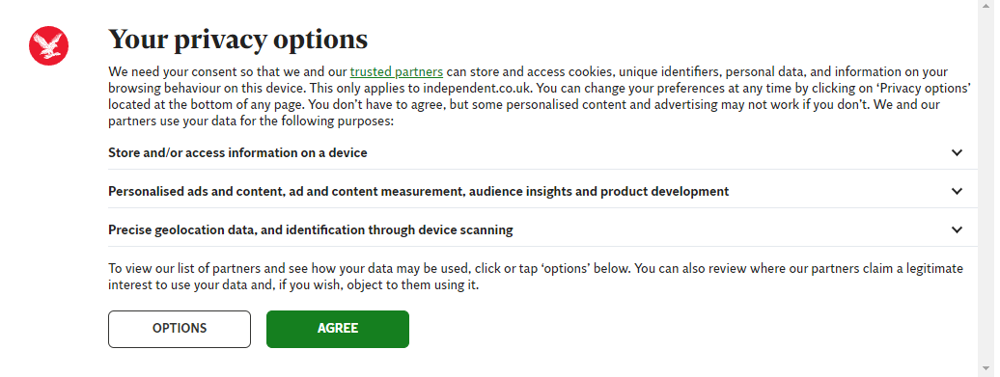 Your privacy options
We need your consent so that we and our trusted partners can store and access cookies, unique identifiers, personal data, and information on your
browsing behaviour on this device. This only applies to independent.co.uk. You can change your preferences at any time by clicking on ‘Privacy options’
located at the bottom of any page. You don’t have to agree, but some personalised content and advertising may not work if you don’t. We and our
partners use your data for the following purposes:
Store and/or access information on a device
Personalised ads and content, ad and content measurement, audience insights and product development
Precise geolocation data, and identification through device scanning
To view our list of partners and see how your data may be used, click or tap ‘options’ below. You can also review where our partners claim a legitimate
interest to use your data and, if you wish, object to them using it.
OPTIONS
AGREE